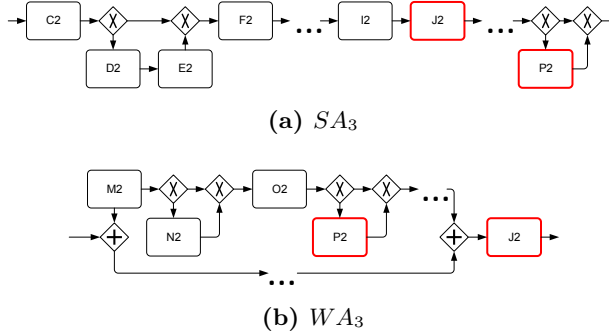 C2 X X F2 ... I2 J2 ... X X
D2 E2 P2
(a) SA₃
M2 X X O2 X X ...
+ N2 P2 + J2
...
(b) WA₃